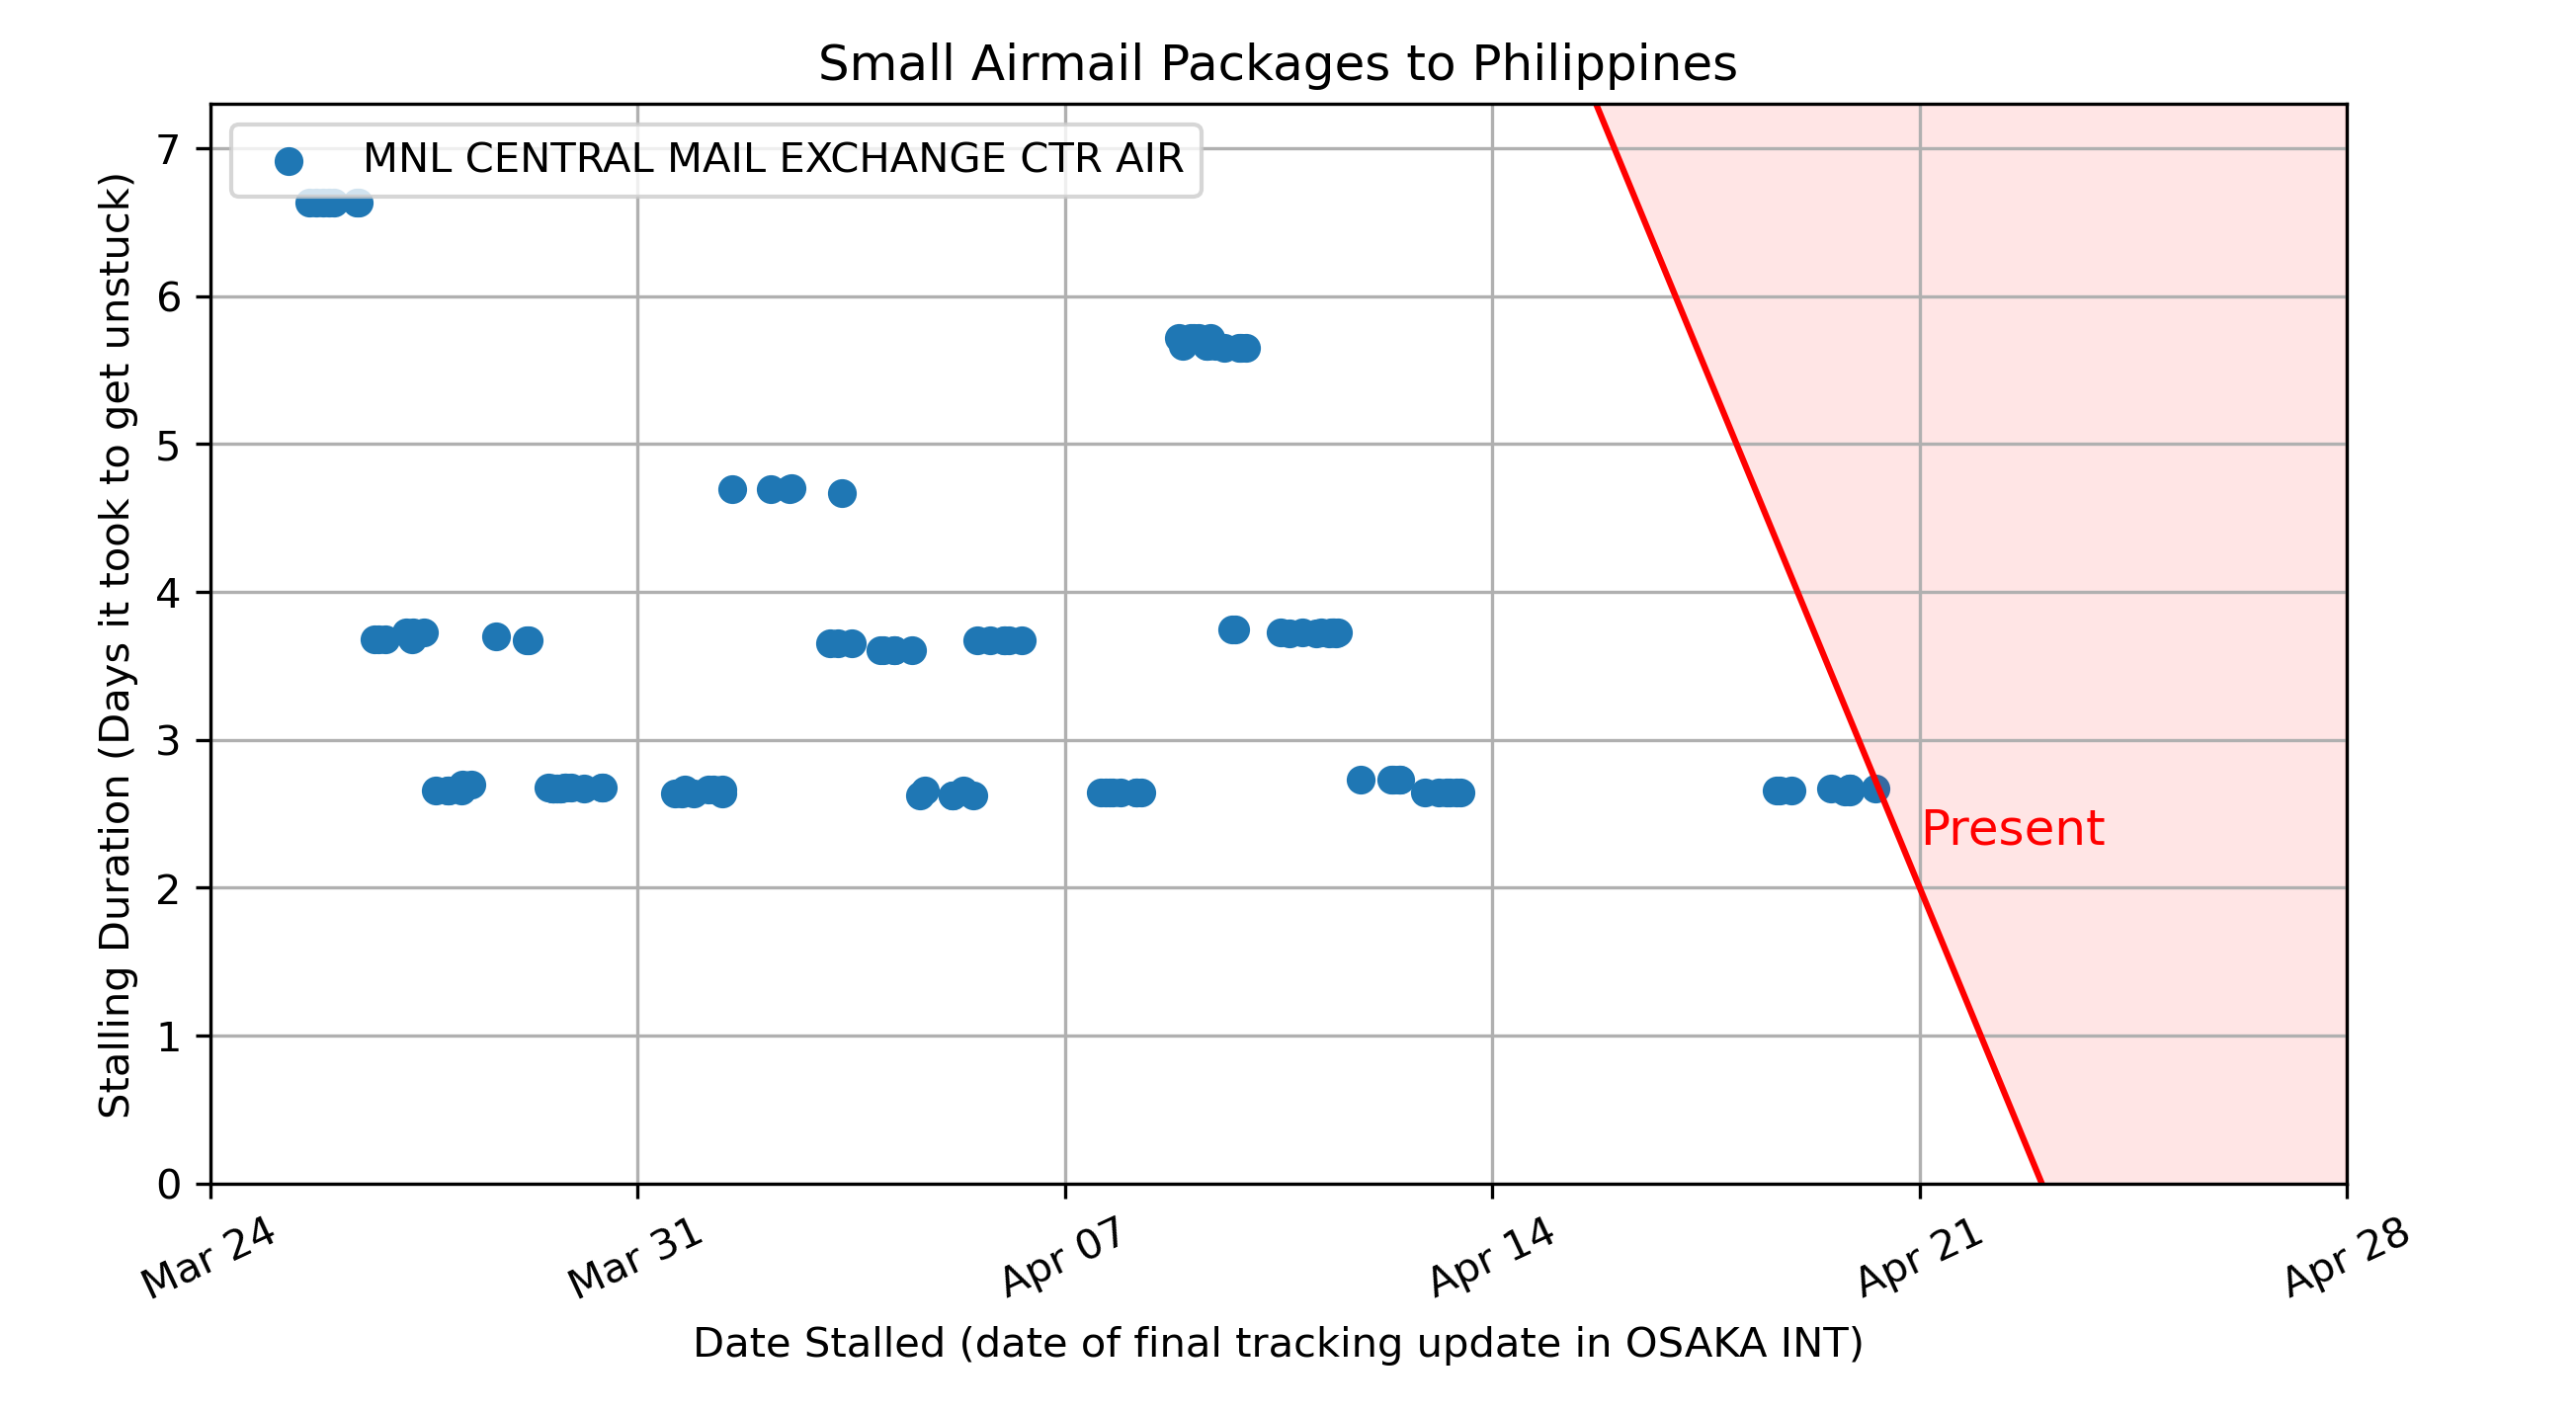 Small Airmail Packages to Philippines
MNL CENTRAL MAIL EXCHANGE CTR AIR
Stalling Duration (Days it took to get unstuck)
7
6
5
4
3
2
1
0
Present
Mar 24
Mar 31
Apr 07
Apr 14
Apr 21
Apr 28
Date Stalled (date of final tracking update in OSAKA INT)